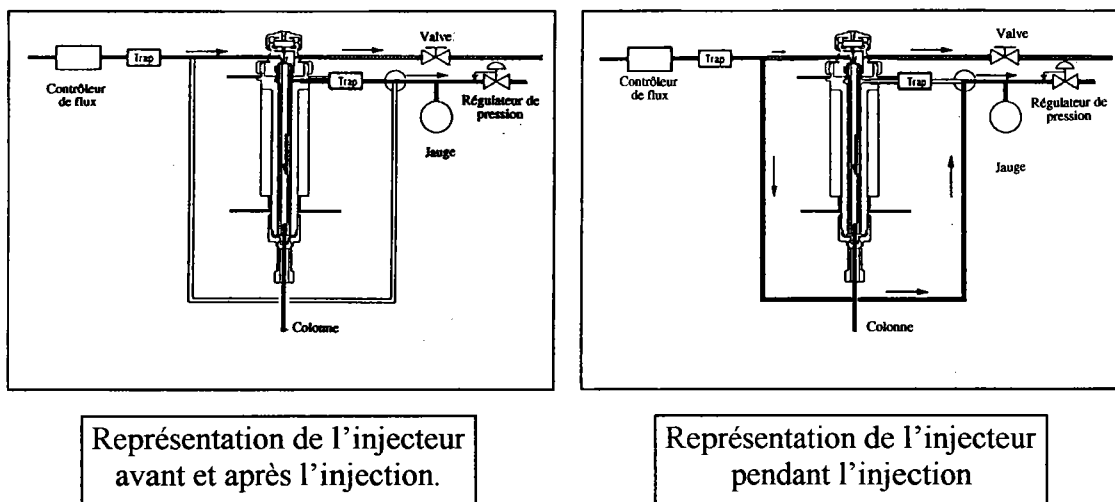 Valve
Trap
Contrôleur
de flux
Trap
Régulateur de
pression
Jauge
Colonne
Représentation de l'injecteur
avant et après l'injection.
Valve
Trap
Contrôleur
de flux
Trap
Régulateur de
pression
Jauge
Colonne
Représentation de l'injecteur
pendant l'injection